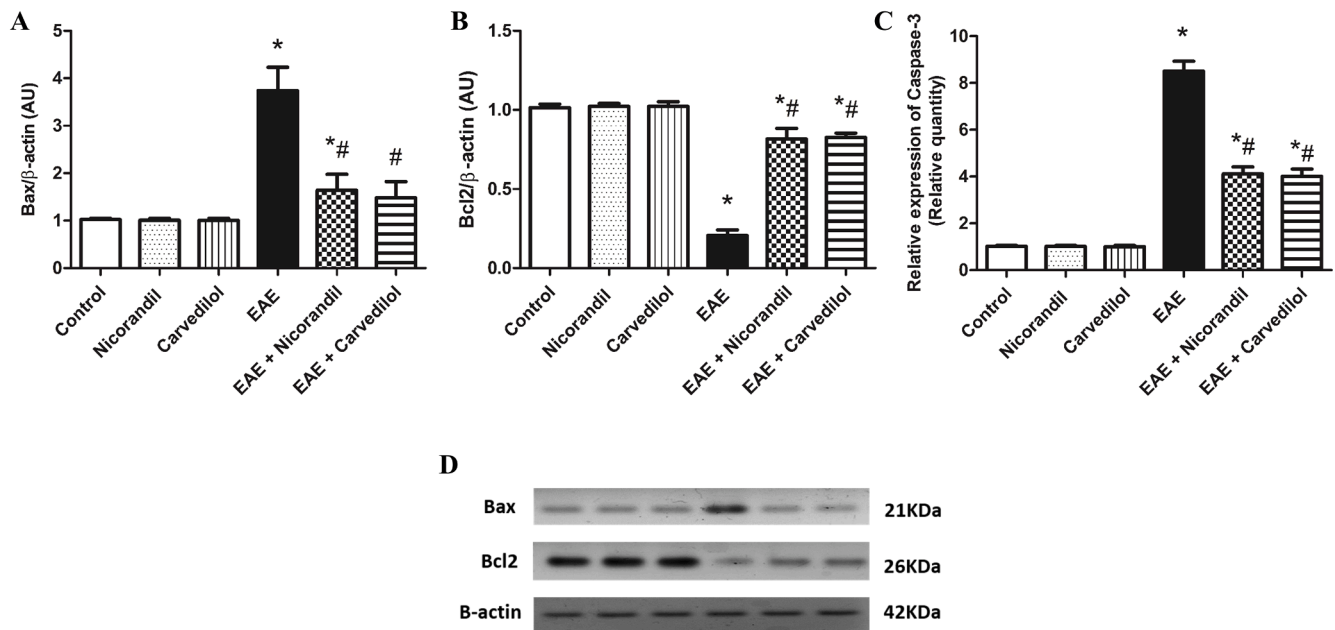 A
Bax/β-actin (AU)
5
4
3
2
1
0
*
*#
#
Control
Nicorandil
Carvedilol
EAE
EAE + Nicorandil
EAE + Carvedilol
B
Bcl2/β-actin (AU)
1.5
1.0
0.5
0.0
*
*#
*#
Control
Nicorandil
Carvedilol
EAE
EAE + Nicorandil
EAE + Carvedilol
C
Relative expression of Caspase-3
(Relative quantity)
10
8
6
4
2
0
*
*#
*#
Control
Nicorandil
Carvedilol
EAE
EAE + Nicorandil
EAE + Carvedilol
D
Bax 21KDa
Bcl2 26KDa
B-actin 42KDa